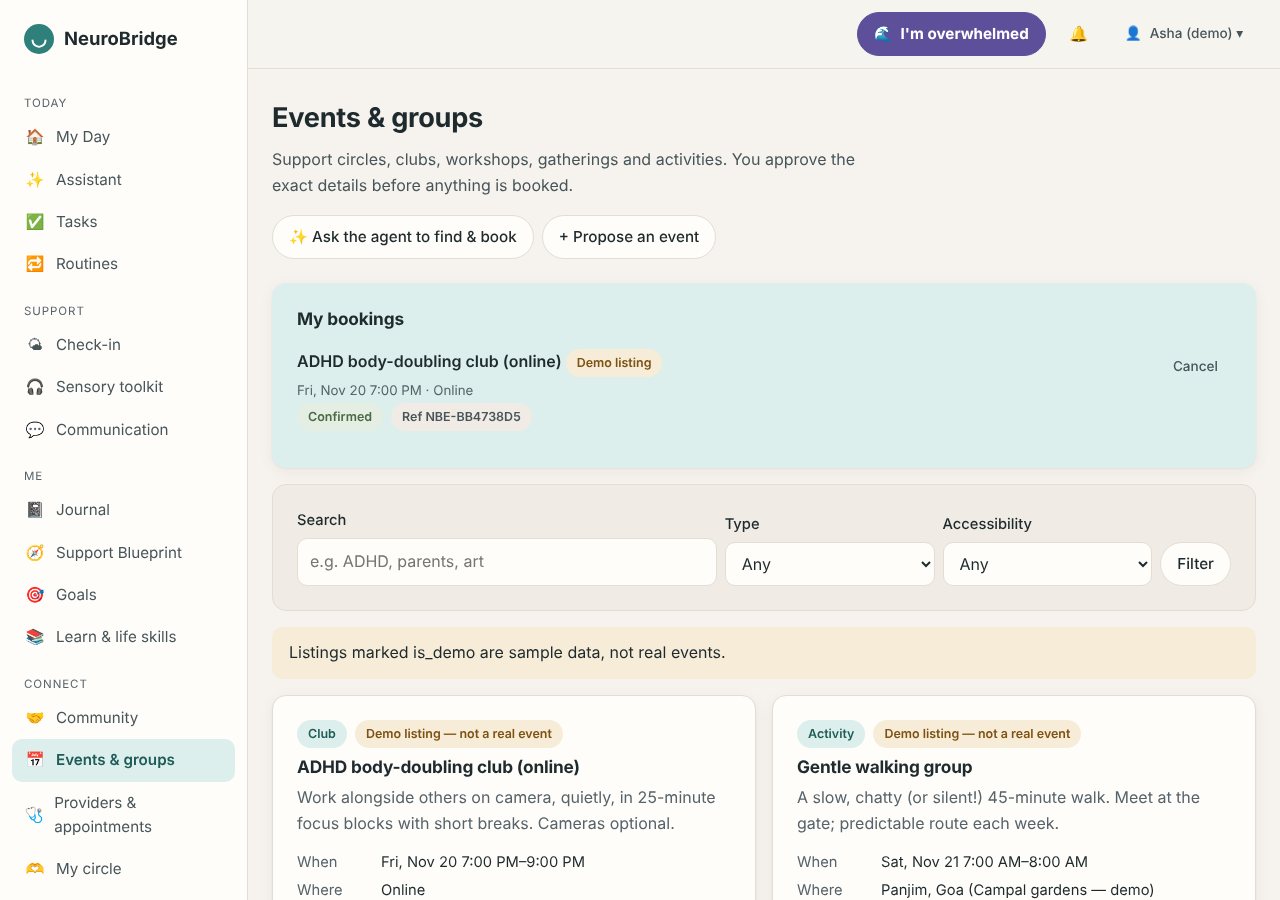 NeuroBridge
I'm overwhelmed
Asha (demo) ▾
TODAY
My Day
Assistant
Tasks
Routines
SUPPORT
Check-in
Sensory toolkit
Communication
ME
Journal
Support Blueprint
Goals
Learn & life skills
CONNECT
Community
Events & groups
Providers &
appointments
My circle
Events & groups
Support circles, clubs, workshops, gatherings and activities. You approve the
exact details before anything is booked.
✨ Ask the agent to find & book
+ Propose an event
My bookings
ADHD body-doubling club (online) Demo listing
Fri, Nov 20 7:00 PM · Online
Confirmed Ref NBE-BB4738D5
Cancel
Search
e.g. ADHD, parents, art
Type
Any
Accessibility
Any
Filter
Listings marked is_demo are sample data, not real events.
Club Demo listing — not a real event
ADHD body-doubling club (online)
Work alongside others on camera, quietly, in 25-minute
focus blocks with short breaks. Cameras optional.
When Fri, Nov 20 7:00 PM–9:00 PM
Where Online
Activity Demo listing — not a real event
Gentle walking group
A slow, chatty (or silent!) 45-minute walk. Meet at the
gate; predictable route each week.
When Sat, Nov 21 7:00 AM–8:00 AM
Where Panjim, Goa (Campal gardens — demo)